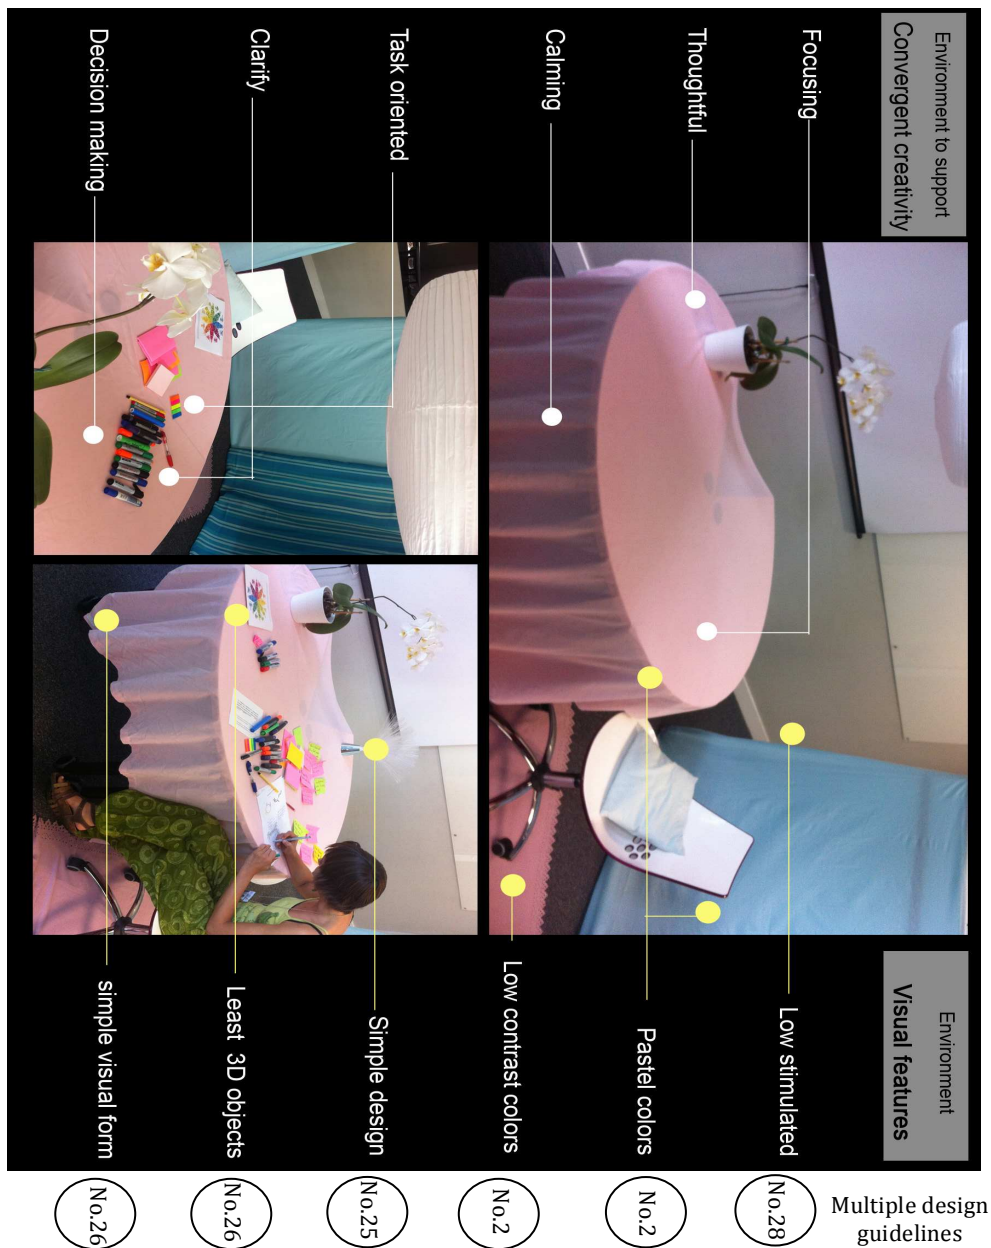 Environment to support
Convergent creativity
Focusing
Thoughtful
Calming
Task oriented
Clarify
Decision making
Environment
Visual features
Low stimulated
Pastel colors
Low contrast colors
Simple design
Least 3D objects
simple visual form
Multiple design
guidelines
No.28
No.2
No.2
No.25
No.26
No.26